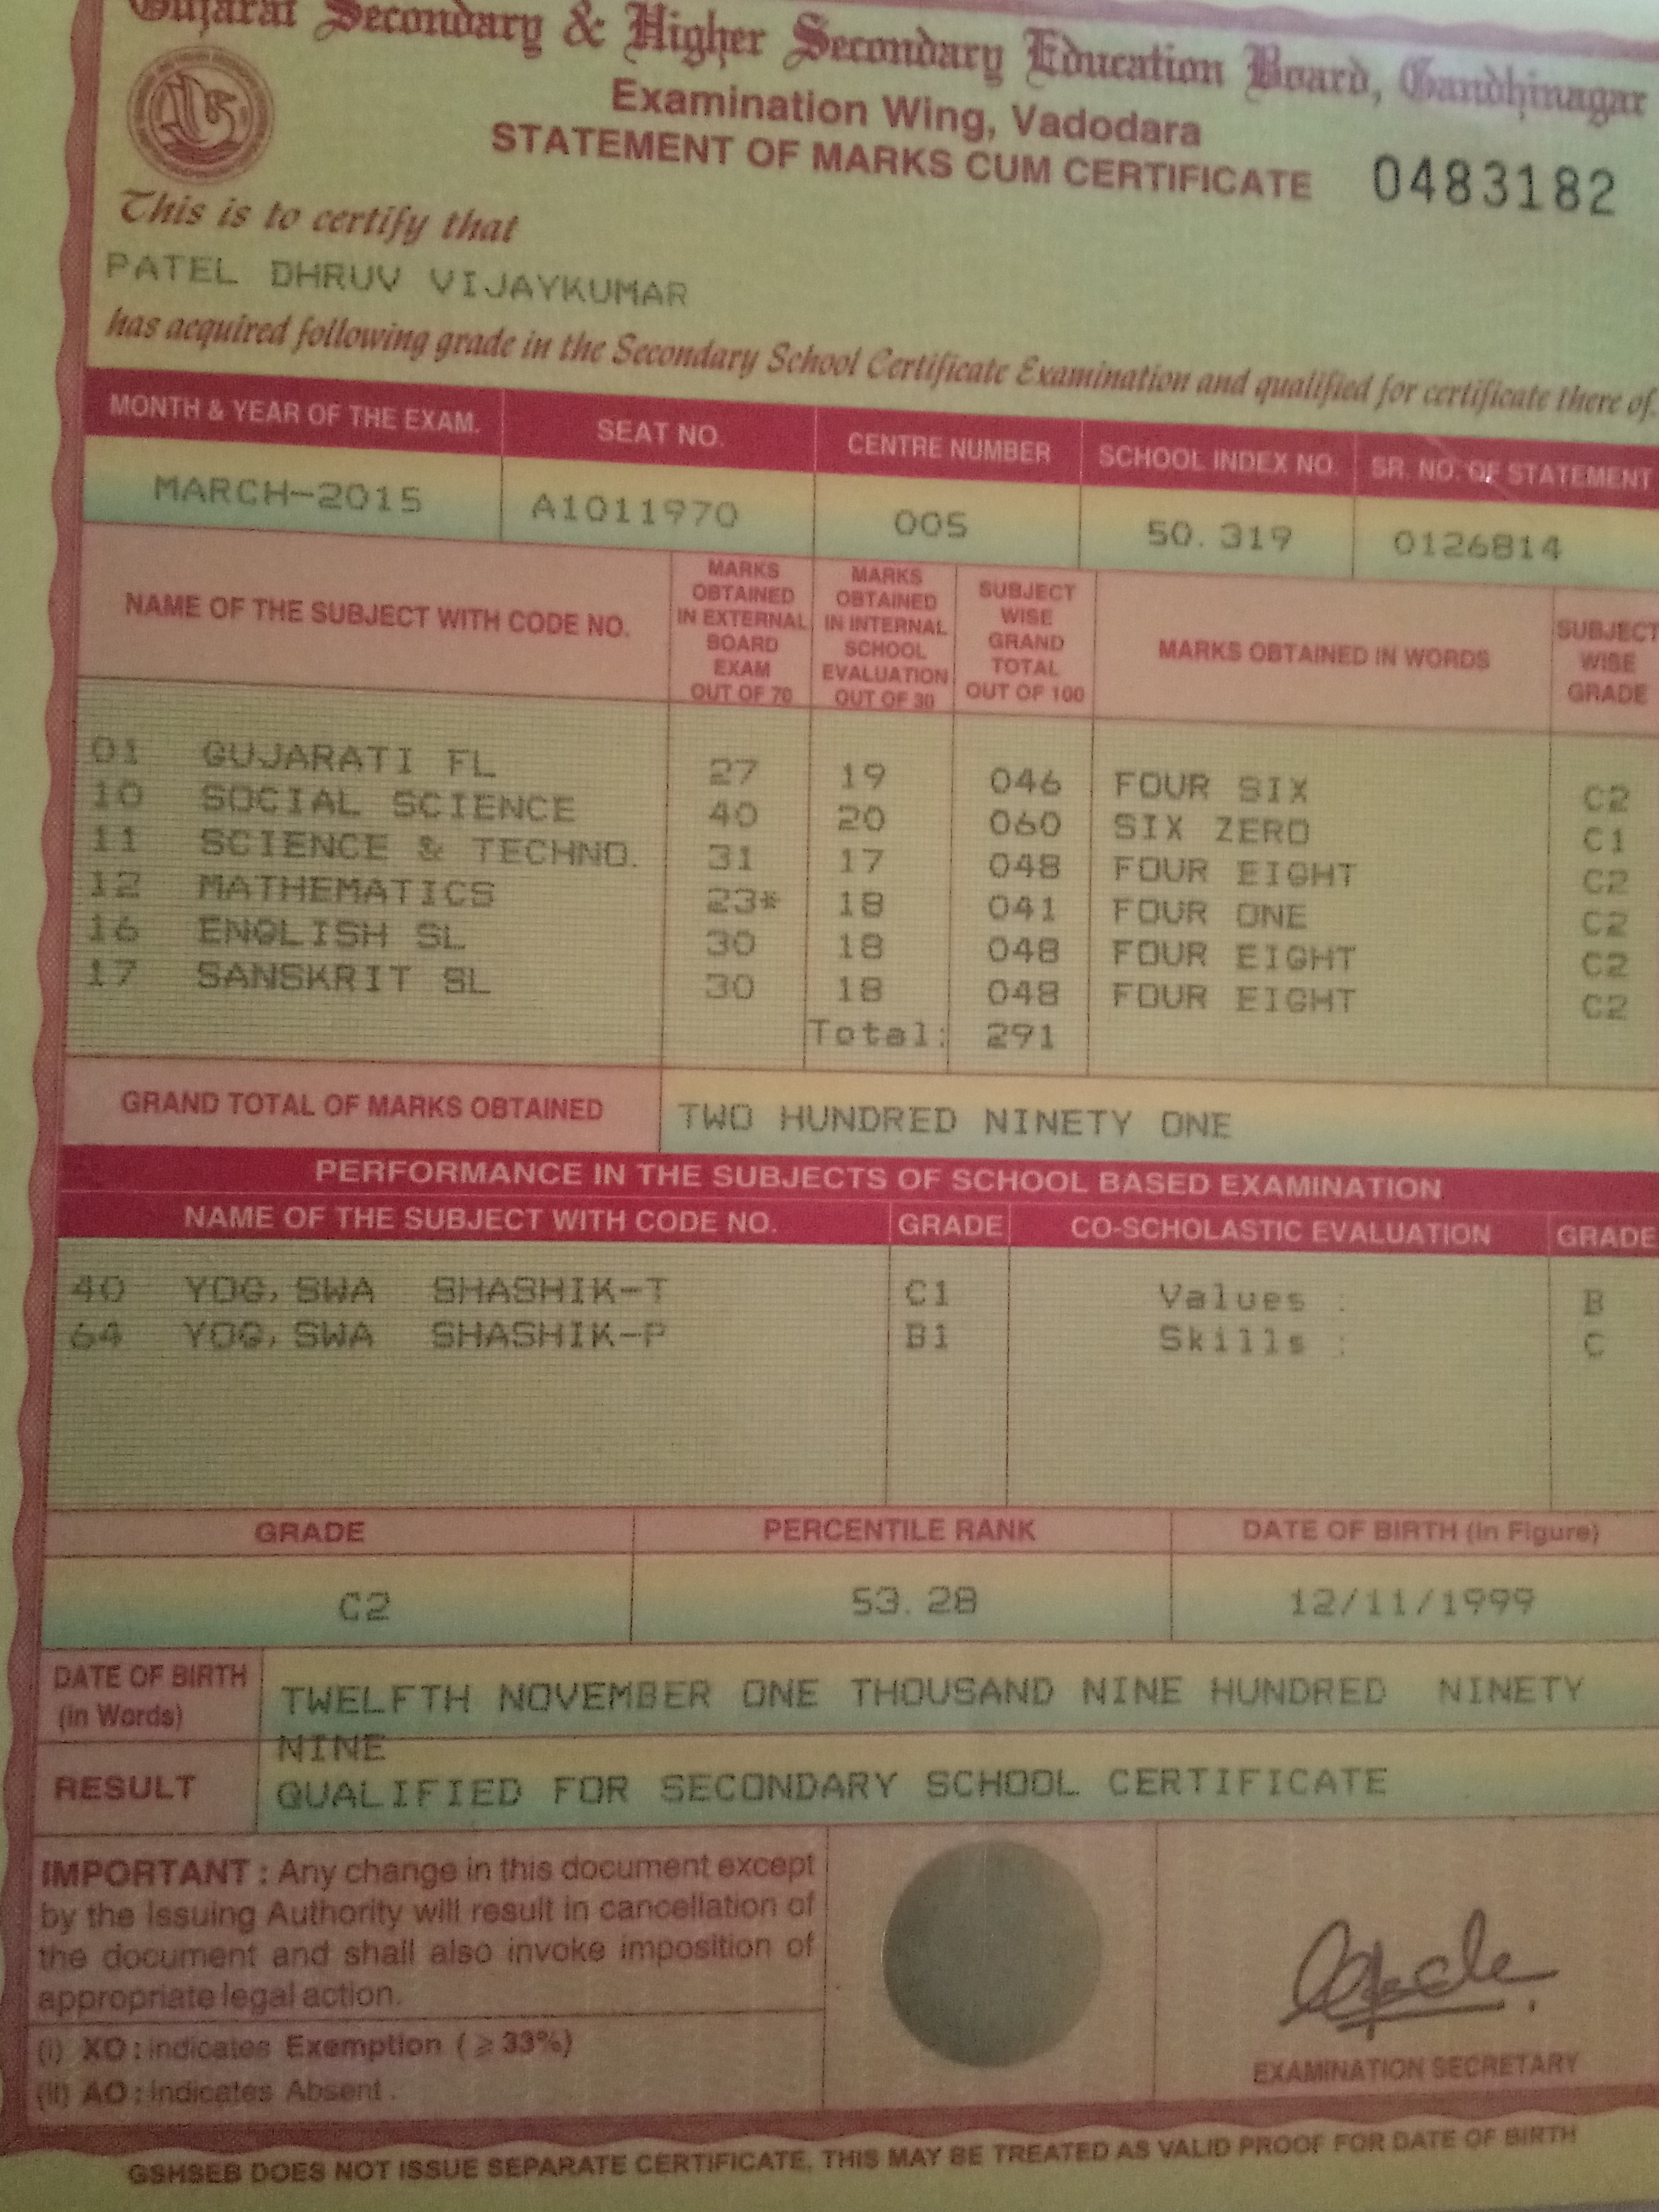 Gujarat Secondary & Higher Secondary Education Board, Gandhinagar
Examination Wing, Vadodara
STATEMENT OF MARKS CUM CERTIFICATE 0483182
This is to certify that
PATEL DHRUV VIJAYKUMAR
has acquired following grade in the Secondary School Certificate Examination and qualified for certificate there of.
MONTH & YEAR OF THE EXAM. SEAT NO. CENTRE NUMBER SCHOOL INDEX NO. SR. NO. OF STATEMENT
MARCH-2015 A1011970 005 50.319 0126814
NAME OF THE SUBJECT WITH CODE NO. MARKS OBTAINED IN EXTERNAL BOARD EXAM OUT OF 70 MARKS OBTAINED IN INTERNAL SCHOOL EVALUATION OUT OF 30 SUBJECT WISE GRAND TOTAL OUT OF 100 MARKS OBTAINED IN WORDS SUBJECT WISE GRADE
01 GUJARATI FL 27 19 046 FOUR SIX C2
10 SOCIAL SCIENCE 40 20 060 SIX ZERO C1
11 SCIENCE & TECHNO. 31 17 048 FOUR EIGHT C2
12 MATHEMATICS 23* 18 041 FOUR ONE C2
16 ENGLISH SL 30 18 048 FOUR EIGHT C2
17 SANSKRIT SL 30 18 048 FOUR EIGHT C2
Total: 291
GRAND TOTAL OF MARKS OBTAINED TWO HUNDRED NINETY ONE
PERFORMANCE IN THE SUBJECTS OF SCHOOL BASED EXAMINATION
NAME OF THE SUBJECT WITH CODE NO. GRADE CO-SCHOLASTIC EVALUATION GRADE
40 YOG, SWA SHASHIK-T C1 Values : B
64 YOG, SWA SHASHIK-P B1 Skills : C
GRADE PERCENTILE RANK DATE OF BIRTH (in Figure)
C2 53.28 12/11/1999
DATE OF BIRTH (in Words) TWELFTH NOVEMBER ONE THOUSAND NINE HUNDRED NINETY
NINE
RESULT QUALIFIED FOR SECONDARY SCHOOL CERTIFICATE
IMPORTANT : Any change in this document except
by the Issuing Authority will result in cancellation of
the document and shall also invoke imposition of
appropriate legal action.
(i) XO : indicates Exemption ( ≥ 33%)
(ii) AO : indicates Absent.
EXAMINATION SECRETARY
GSHSEB DOES NOT ISSUE SEPARATE CERTIFICATE, THIS MAY BE TREATED AS VALID PROOF FOR DATE OF BIRTH